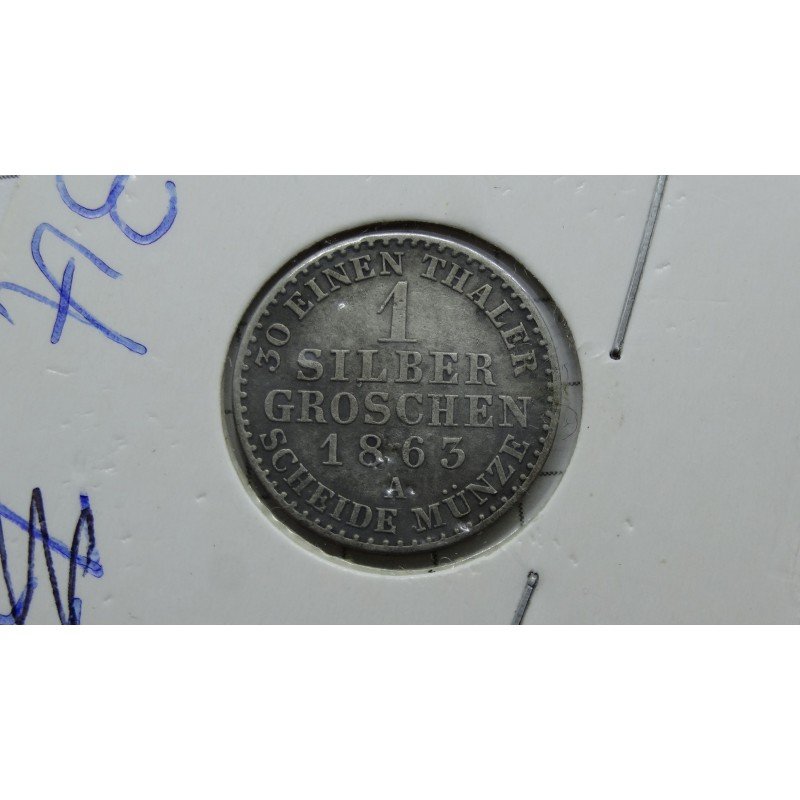 30 EINEN THALER
1
SILBER
GROSCHEN
1863
A
SCHEIDE MÜNZE